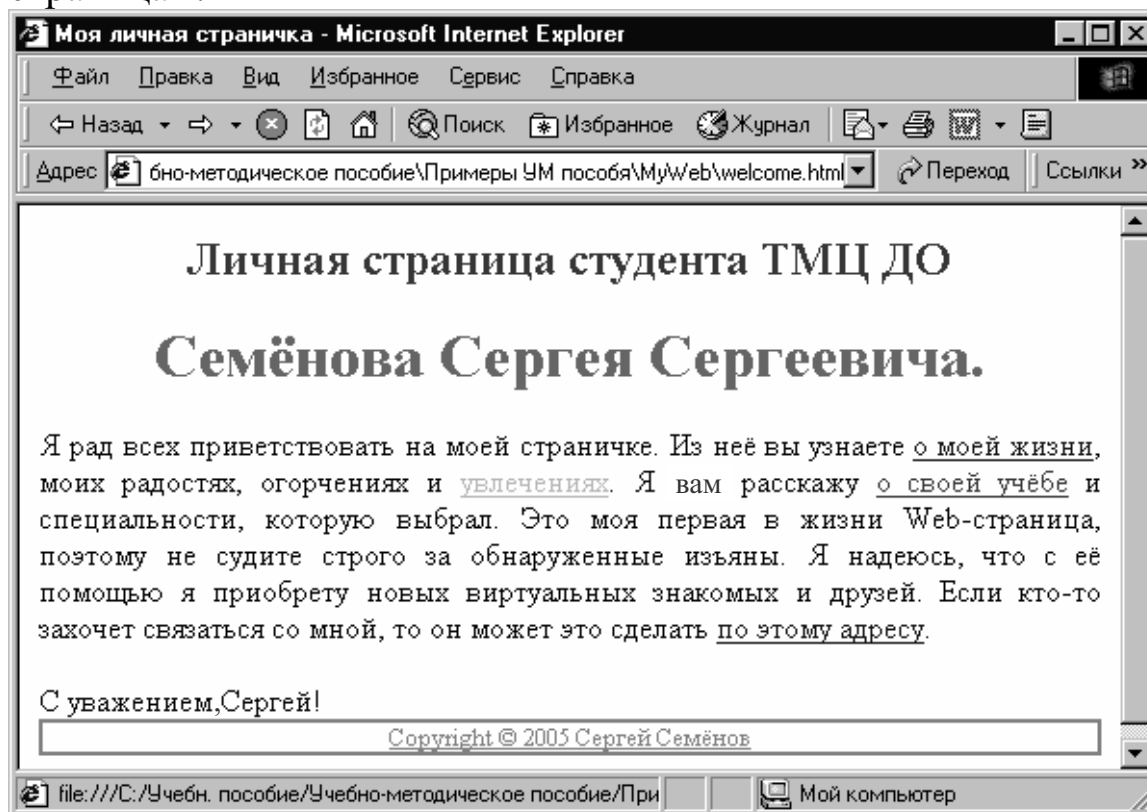 Моя личная страничка - Microsoft Internet Explorer
Файл Правка Вид Избранное Сервис Справка
Назад Поиск Избранное Журнал
Адрес бно-методическое пособие\Примеры УМ пособя\MyWeb\welcome.html Переход Ссылки »
Личная страница студента ТМЦ ДО
Семёнова Сергея Сергеевича.
Я рад всех приветствовать на моей страничке. Из неё вы узнаете о моей жизни,
моих радостях, огорчениях и увлечениях. Я вам расскажу о своей учёбе и
специальности, которую выбрал. Это моя первая в жизни Web-страница,
поэтому не судите строго за обнаруженные изъяны. Я надеюсь, что с её
помощью я приобрету новых виртуальных знакомых и друзей. Если кто-то
захочет связаться со мной, то он может это сделать по этому адресу.
С уважением,Сергей!
Copyright © 2005 Сергей Семёнов
file:///C:/Учебн. пособие/Учебно-методическое пособие/При Мой компьютер